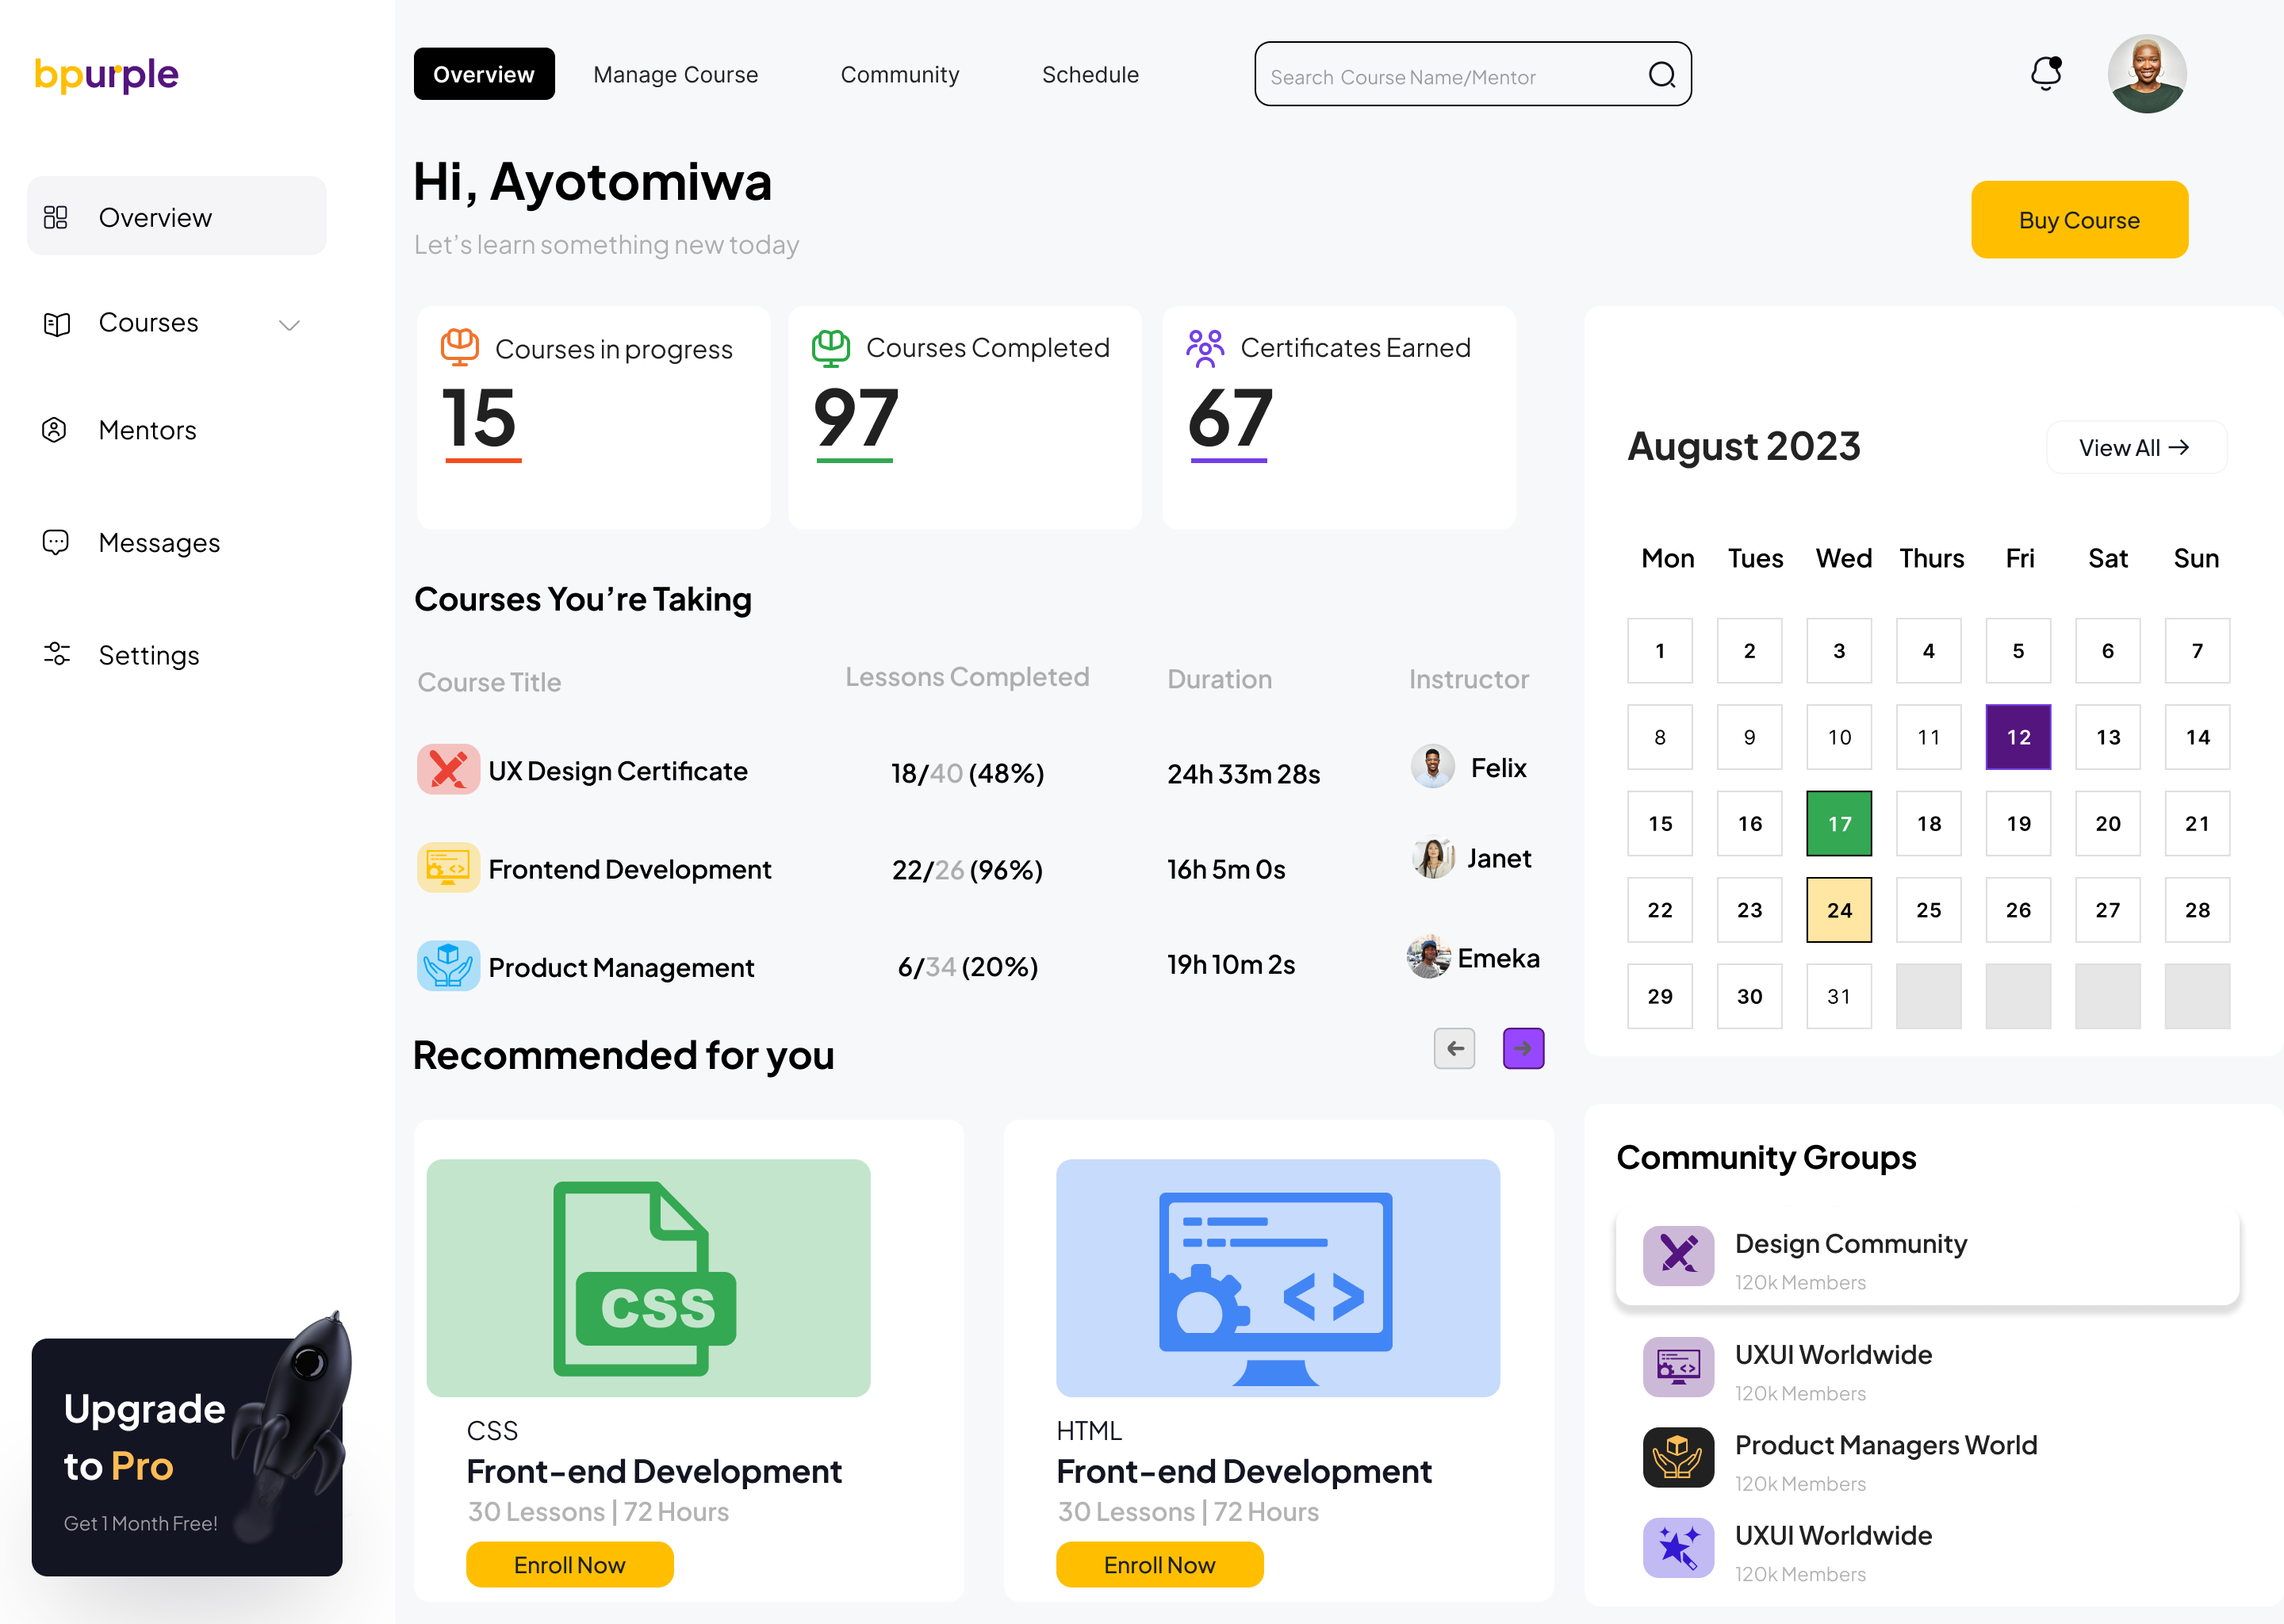 bpurple
Overview
Courses
Mentors
Messages
Settings
Upgrade
to Pro
Get 1 Month Free!
Overview Manage Course Community Schedule
Search Course Name/Mentor
Hi, Ayotomiwa
Let’s learn something new today
Buy Course
Courses in progress
15
Courses Completed
97
Certificates Earned
67
Courses You’re Taking
Course Title Lessons Completed Duration Instructor
UX Design Certificate 18/40 (48%) 24h 33m 28s Felix
Frontend Development 22/26 (96%) 16h 5m 0s Janet
Product Management 6/34 (20%) 19h 10m 2s Emeka
Recommended for you
CSS
CSS
Front-end Development
30 Lessons | 72 Hours
Enroll Now
< >
HTML
Front-end Development
30 Lessons | 72 Hours
Enroll Now
August 2023
View All →
Mon Tues Wed Thurs Fri Sat Sun
1 2 3 4 5 6 7
8 9 10 11 12 13 14
15 16 17 18 19 20 21
22 23 24 25 26 27 28
29 30 31
Community Groups
Design Community
120k Members
UXUI Worldwide
120k Members
Product Managers World
120k Members
UXUI Worldwide
120k Members